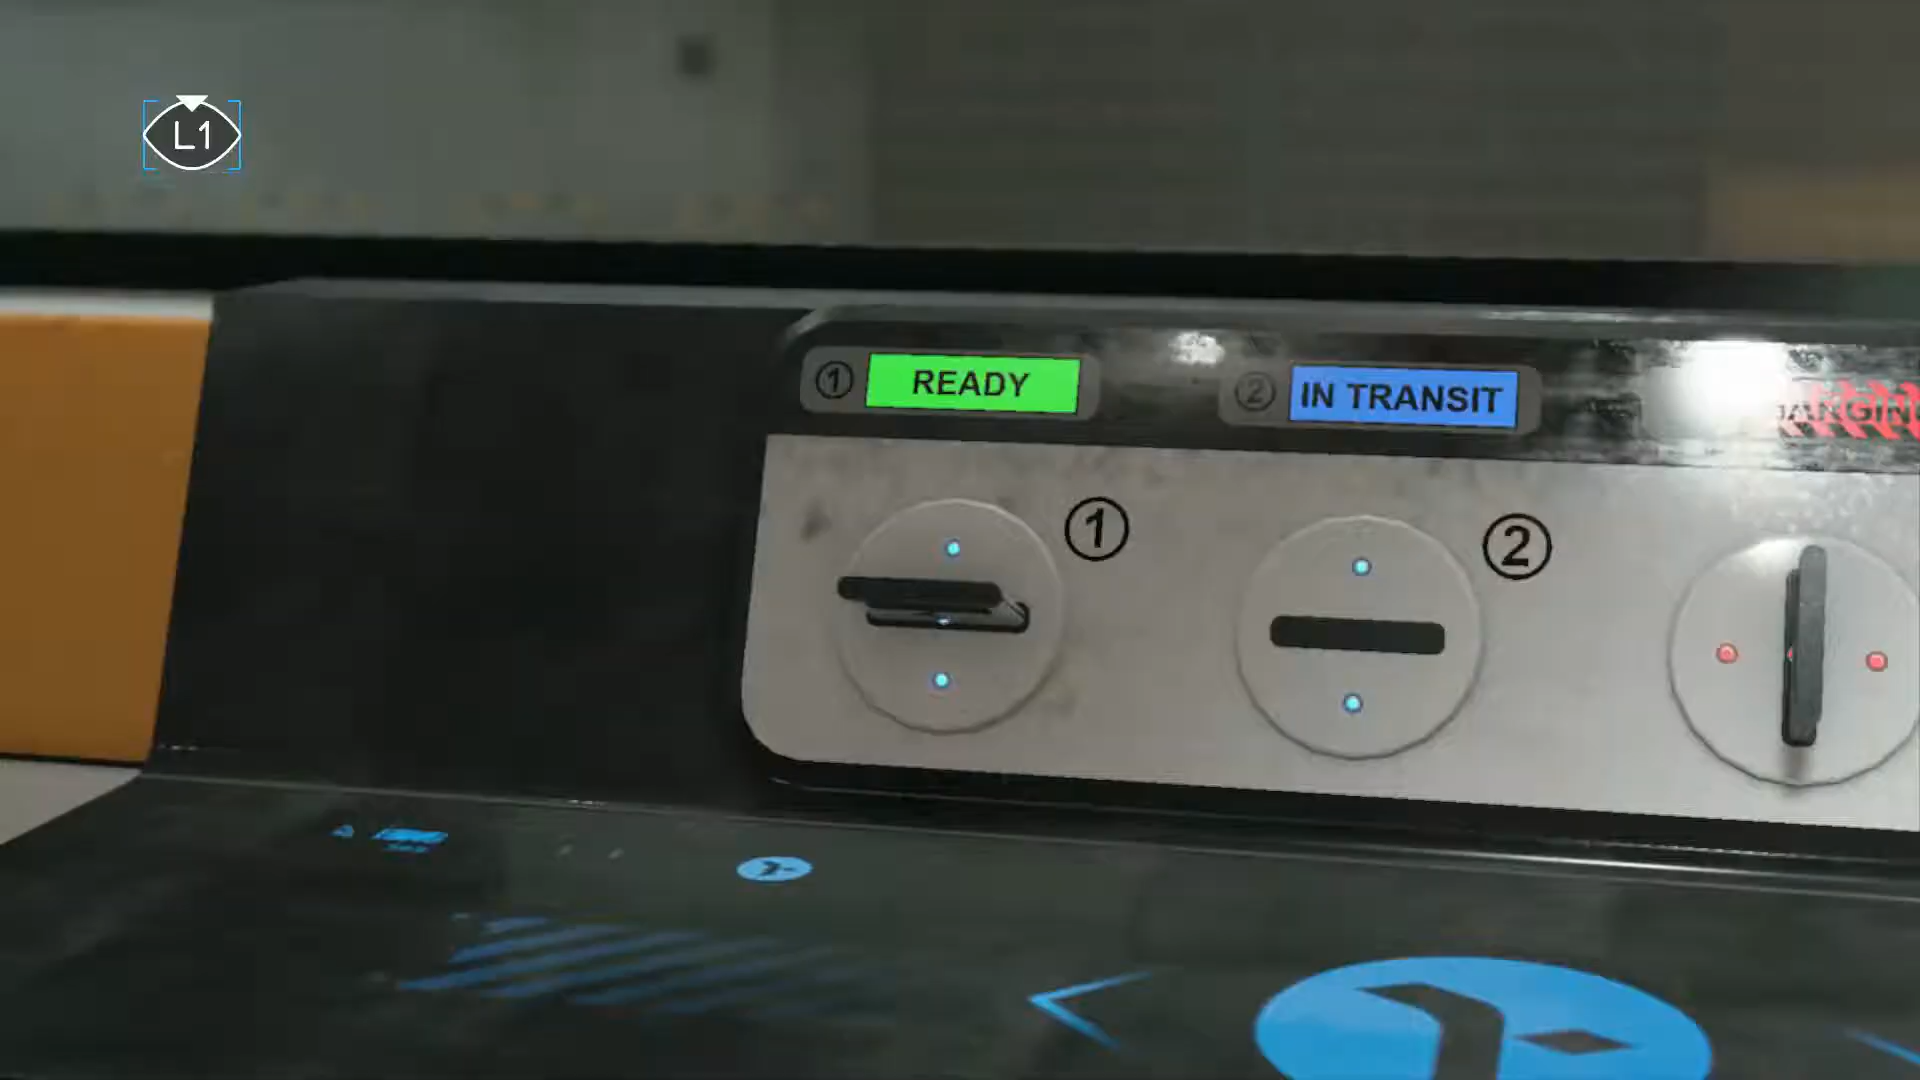 L1
① READY
② IN TRANSIT
①
②